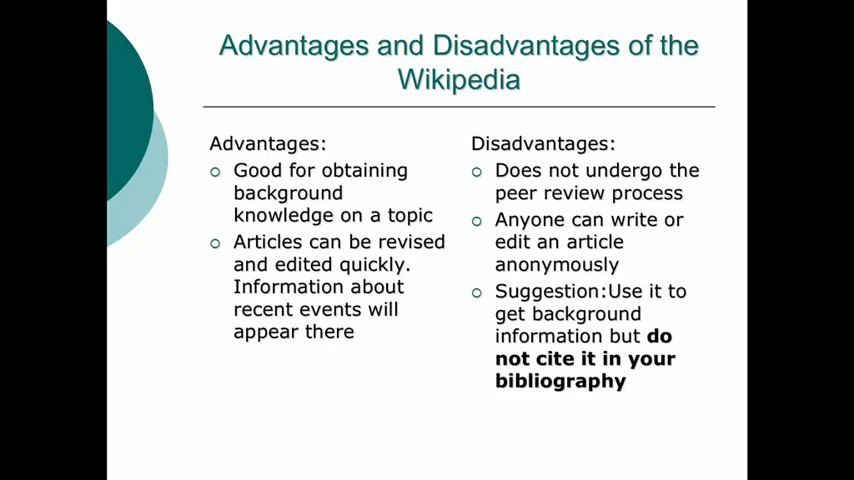 Advantages and Disadvantages of the
Wikipedia
Advantages:
Good for obtaining
background
knowledge on a topic
Articles can be revised
and edited quickly.
Information about
recent events will
appear there
Disadvantages:
Does not undergo the
peer review process
Anyone can write or
edit an article
anonymously
Suggestion:Use it to
get background
information but do
not cite it in your
bibliography